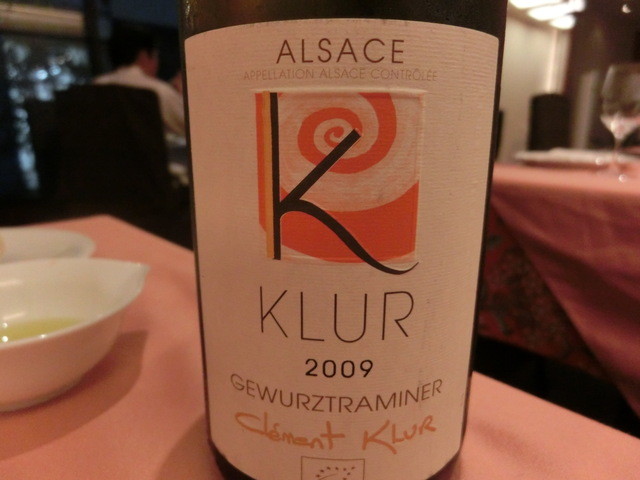 ALSACE
APPELLATION ALSACE CONTRÔLÉE
K
KLUR
2009
GEWURZTRAMINER
Clément KLUR